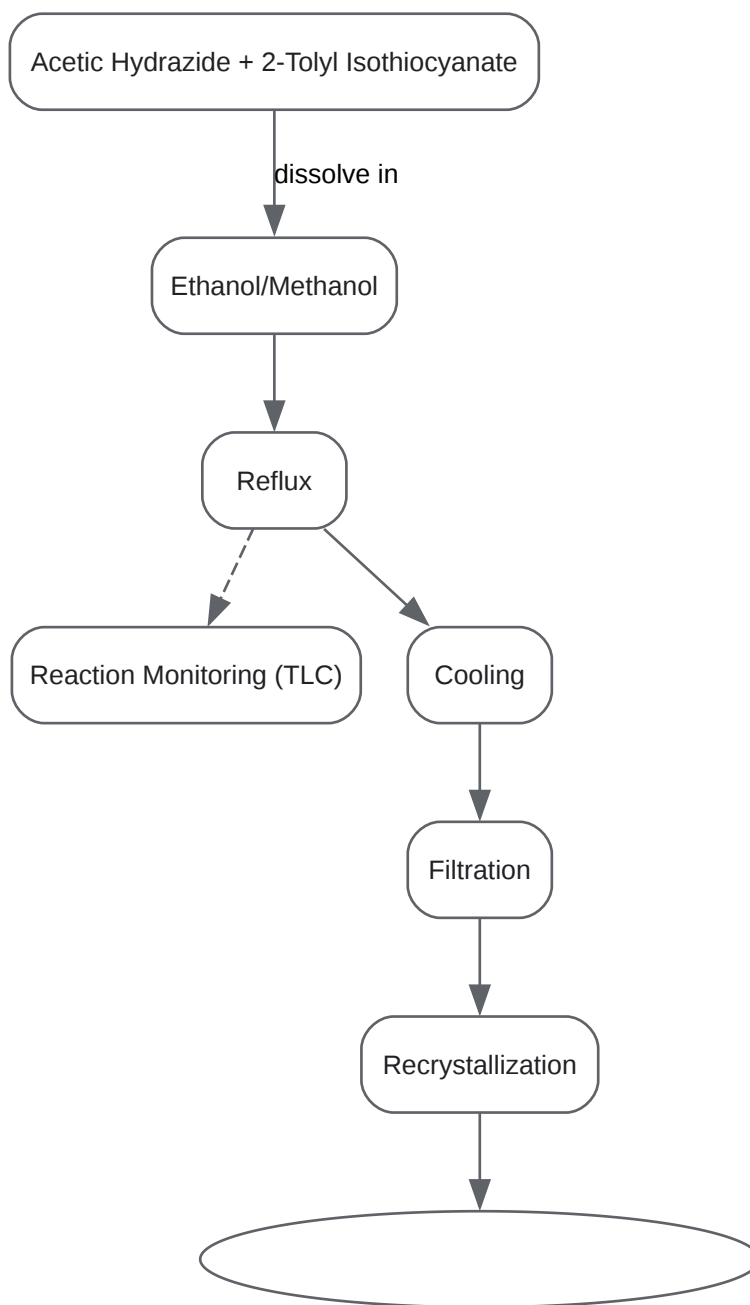 Acetic Hydrazide + 2-Tolyl Isothiocyanate
dissolve in
Ethanol/Methanol
Reflux
Reaction Monitoring (TLC)
Cooling
Filtration
Recrystallization